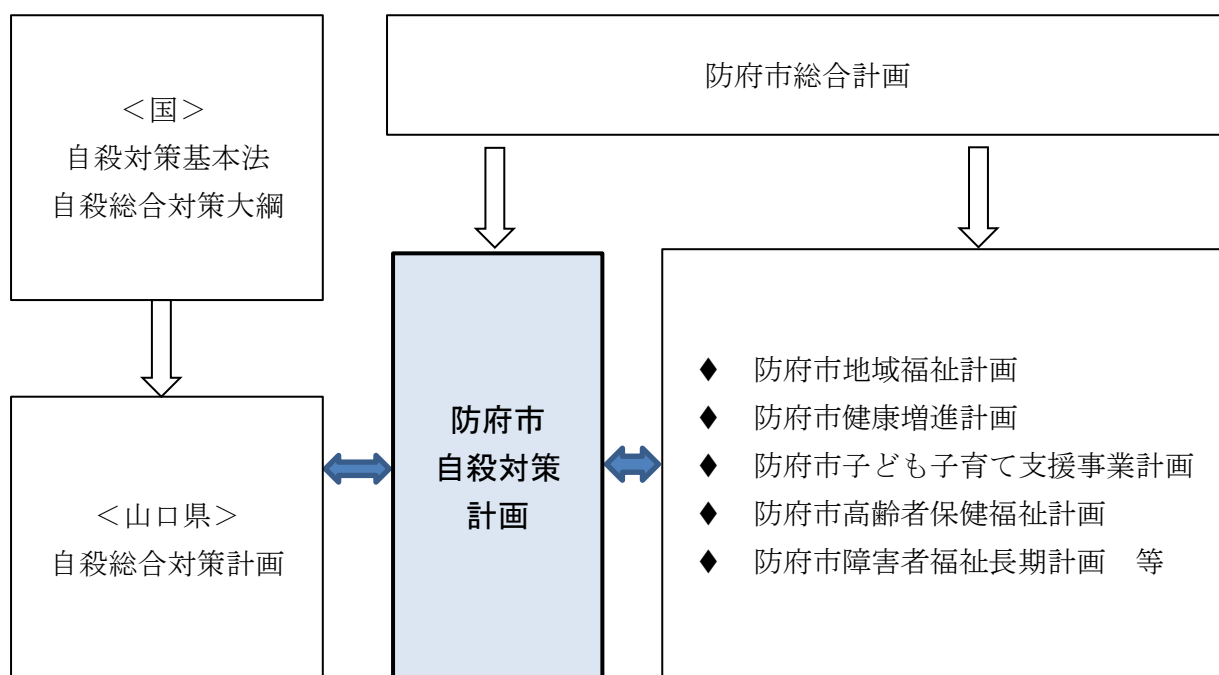 ＜国＞
自殺対策基本法
自殺総合対策大綱
防府市総合計画
＜山口県＞
自殺総合対策計画
防府市
自殺対策
計画
♦ 防府市地域福祉計画
♦ 防府市健康増進計画
♦ 防府市子ども子育て支援事業計画
♦ 防府市高齢者保健福祉計画
♦ 防府市障害者福祉長期計画　等